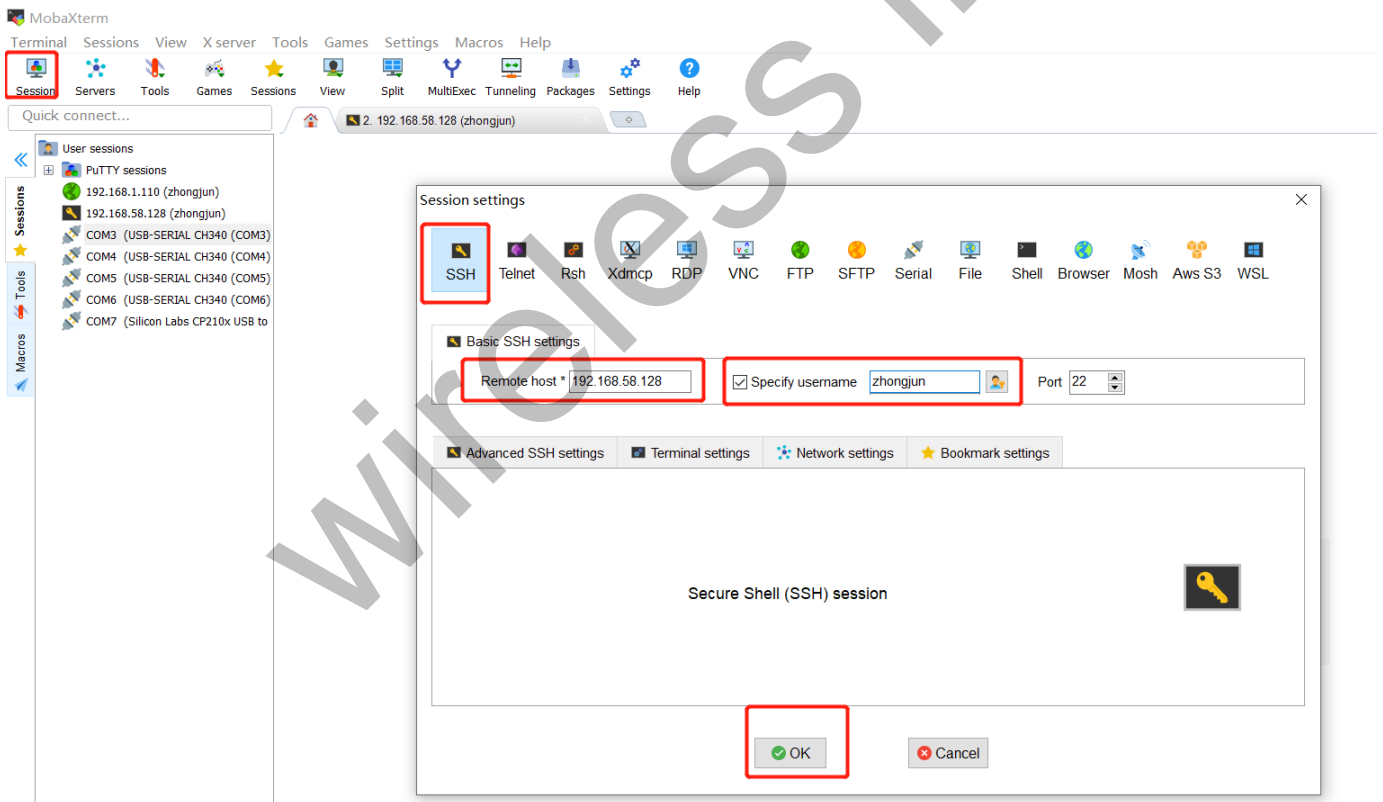 MobaXterm
Terminal Sessions View X server Tools Games Settings Macros Help
Session Servers Tools Games Sessions View Split MultiExec Tunneling Packages Settings Help
Quick connect...
2. 192.168.58.128 (zhongjun)
User sessions
PuTTY sessions
192.168.1.110 (zhongjun)
192.168.58.128 (zhongjun)
COM3 (USB-SERIAL CH340 (COM3)
COM4 (USB-SERIAL CH340 (COM4)
COM5 (USB-SERIAL CH340 (COM5)
COM6 (USB-SERIAL CH340 (COM6)
COM7 (Silicon Labs CP210x USB to
Sessions
Tools
Macros
Session settings
SSH Telnet Rsh Xdmcp RDP VNC FTP SFTP Serial File Shell Browser Mosh Aws S3 WSL
Basic SSH settings
Remote host * 192.168.58.128 Specify username zhongjun Port 22
Advanced SSH settings Terminal settings Network settings Bookmark settings
Secure Shell (SSH) session
OK Cancel
wireless